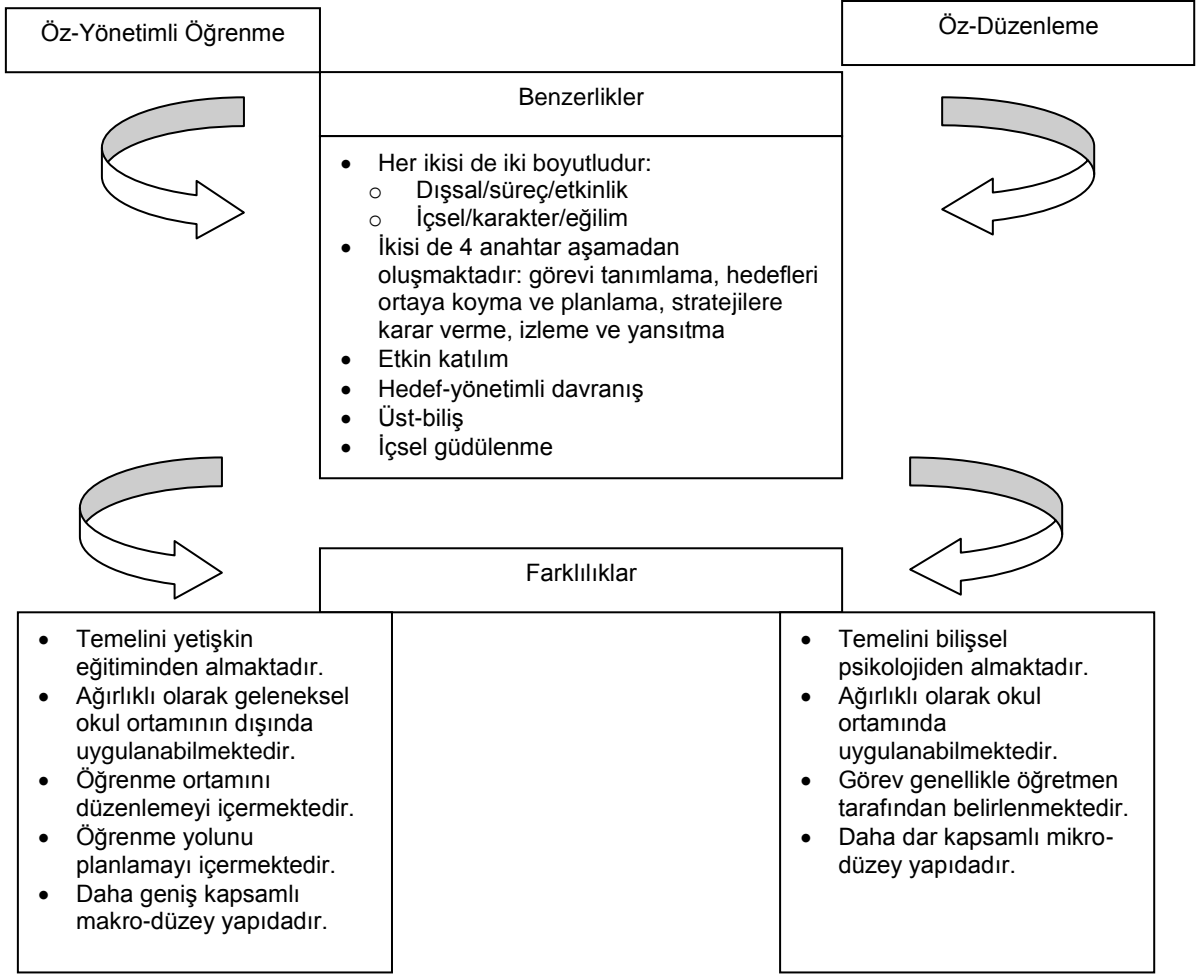 Öz-Yönetimli Öğrenme
Öz-Düzenleme
Benzerlikler
• Her ikisi de iki boyutludur:
o Dışsal/süreç/etkinlik
o İçsel/karakter/eğilim
• İkisi de 4 anahtar aşamadan
oluşmaktadır: görevi tanımlama, hedefleri
ortaya koyma ve planlama, stratejilere
karar verme, izleme ve yansıtma
• Etkin katılım
• Hedef-yönetimli davranış
• Üst-biliş
• İçsel güdülenme
Farklılıklar
• Temelini yetişkin
eğitiminden almaktadır.
• Ağırlıklı olarak geleneksel
okul ortamının dışında
uygulanabilmektedir.
• Öğrenme ortamını
düzenlemeyi içermektedir.
• Öğrenme yolunu
planlamayı içermektedir.
• Daha geniş kapsamlı
makro-düzey yapıdadır.
• Temelini bilişsel
psikolojiden almaktadır.
• Ağırlıklı olarak okul
ortamında
uygulanabilmektedir.
• Görev genellikle öğretmen
tarafından belirlenmektedir.
• Daha dar kapsamlı mikro-
düzey yapıdadır.